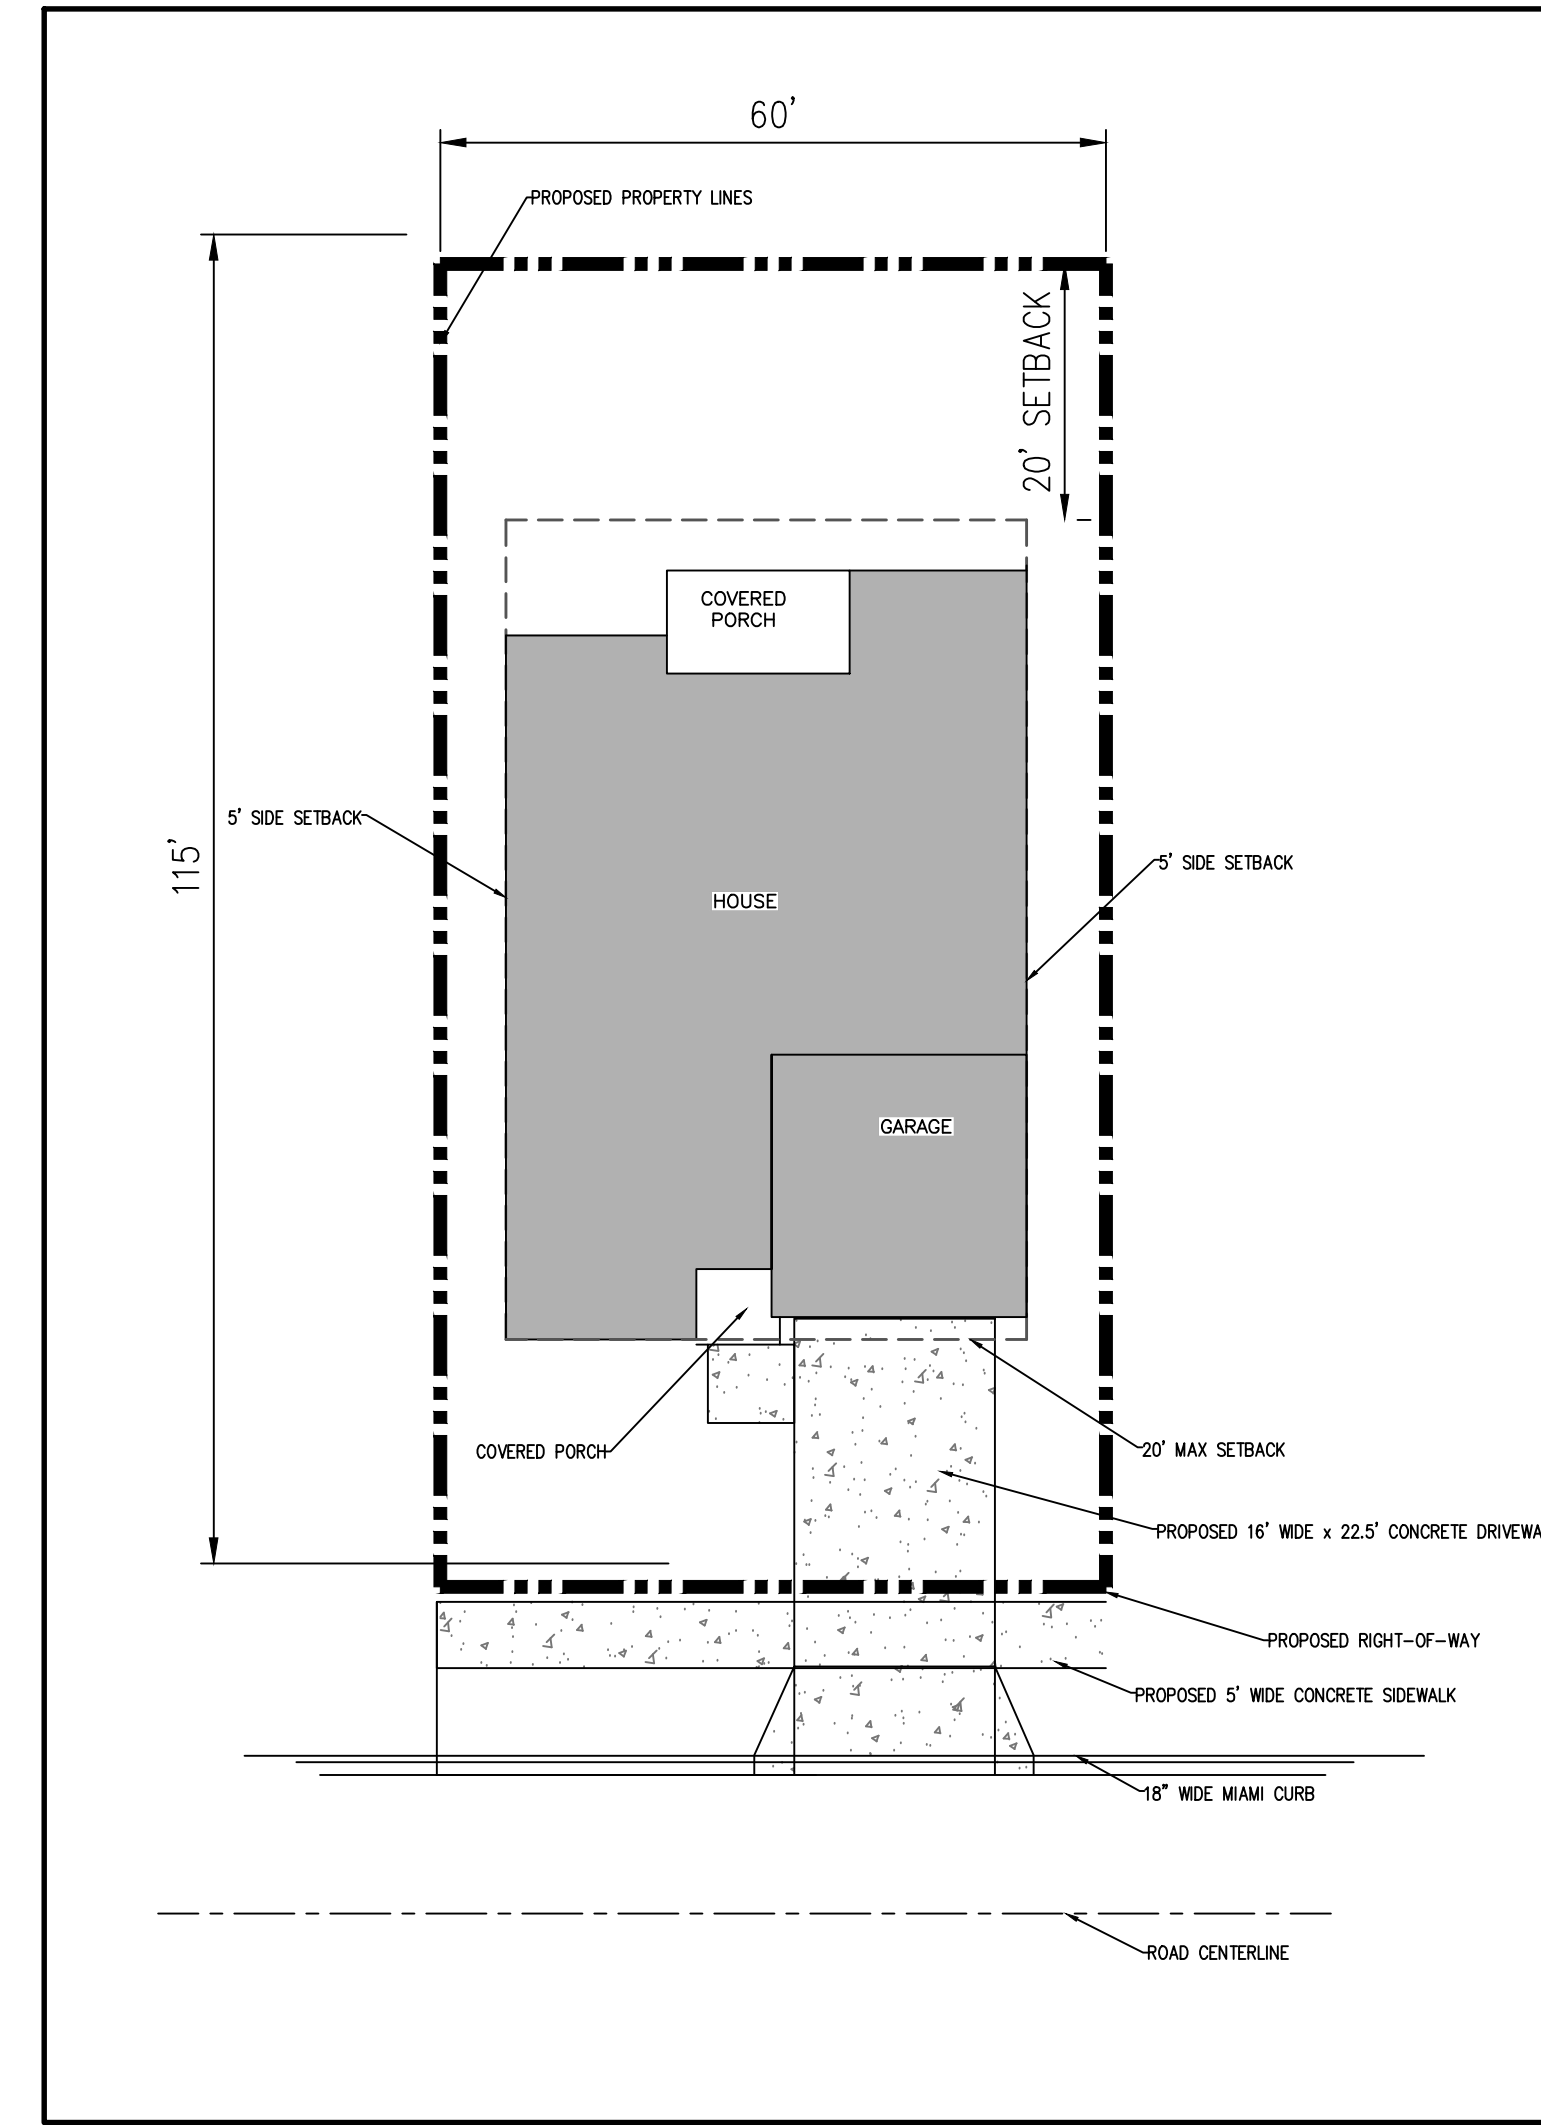 60'
PROPOSED PROPERTY LINES
20' SETBACK
COVERED
PORCH
5' SIDE SETBACK
115'
5' SIDE SETBACK
HOUSE
GARAGE
COVERED PORCH
20' MAX SETBACK
PROPOSED 16' WIDE x 22.5' CONCRETE DRIVEWA
PROPOSED RIGHT-OF-WAY
PROPOSED 5' WIDE CONCRETE SIDEWALK
18" WIDE MIAMI CURB
ROAD CENTERLINE